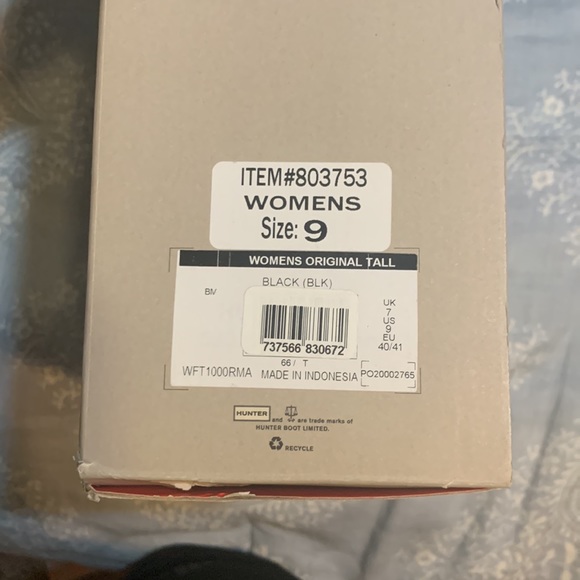 ITEM#803753
WOMENS
Size: 9
WOMENS ORIGINAL TALL
BLACK (BLK)
BM
UK
7
US
9
EU
40/41
737566 830672
66/ T
WFT1000RMA MADE IN INDONESIA PO20002765
HUNTER and are trade marks of
HUNTER BOOT LIMITED.
RECYCLE